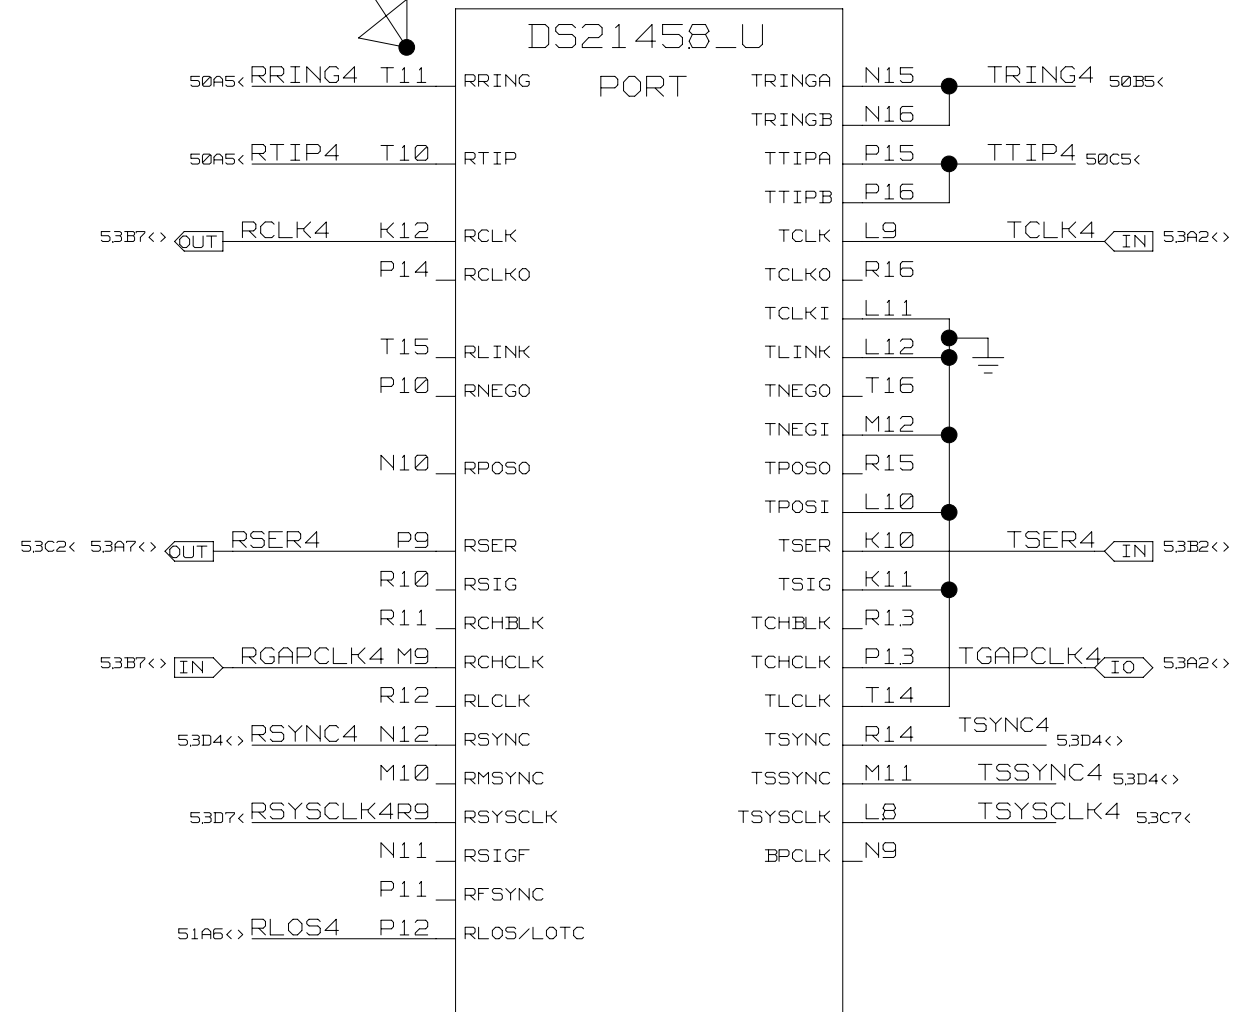 DS21458_U
PORT
50A5< RRING4 T11 RRING TRINGA N15 TRING4 50B5<
TRINGB N16
50A5< RTIP4 T10 RTIP TTIPA P15 TTIP4 50C5<
TTIPB P16
53B7<> OUT RCLK4 K12 RCLK TCLK L9 TCLK4 IN 53A2<>
P14 RCLKO TCLKO R16
TCLKI L11
T15 RLINK TLINK L12
P10 RNEGO TNEGO T16
TNEGI M12
N10 RPOSO TPOSO R15
TPOSI L10
53C2< 53A7<> OUT RSER4 P9 RSER TSER K10 TSER4 IN 53B2<>
R10 RSIG TSIG K11
R11 RCHBLK TCHBLK R13
53B7<> IN RGAPCLK4 M9 RCHCLK TCHCLK P13 TGAPCLK4 IO 53A2<>
R12 RLCLK TLCLK T14
53D4<> RSYNC4 N12 RSYNC TSYNC R14 TSYNC4 53D4<>
M10 RMSYNC TSSYNC M11 TSSYNC4 53D4<>
53D7< RSYSCLK4 R9 RSYSCLK TSYSCLK L8 TSYSCLK4 53C7<
N11 RSIGF BPCLK N9
P11 RFSYNC
51A6<> RLOS4 P12 RLOS/LOTC